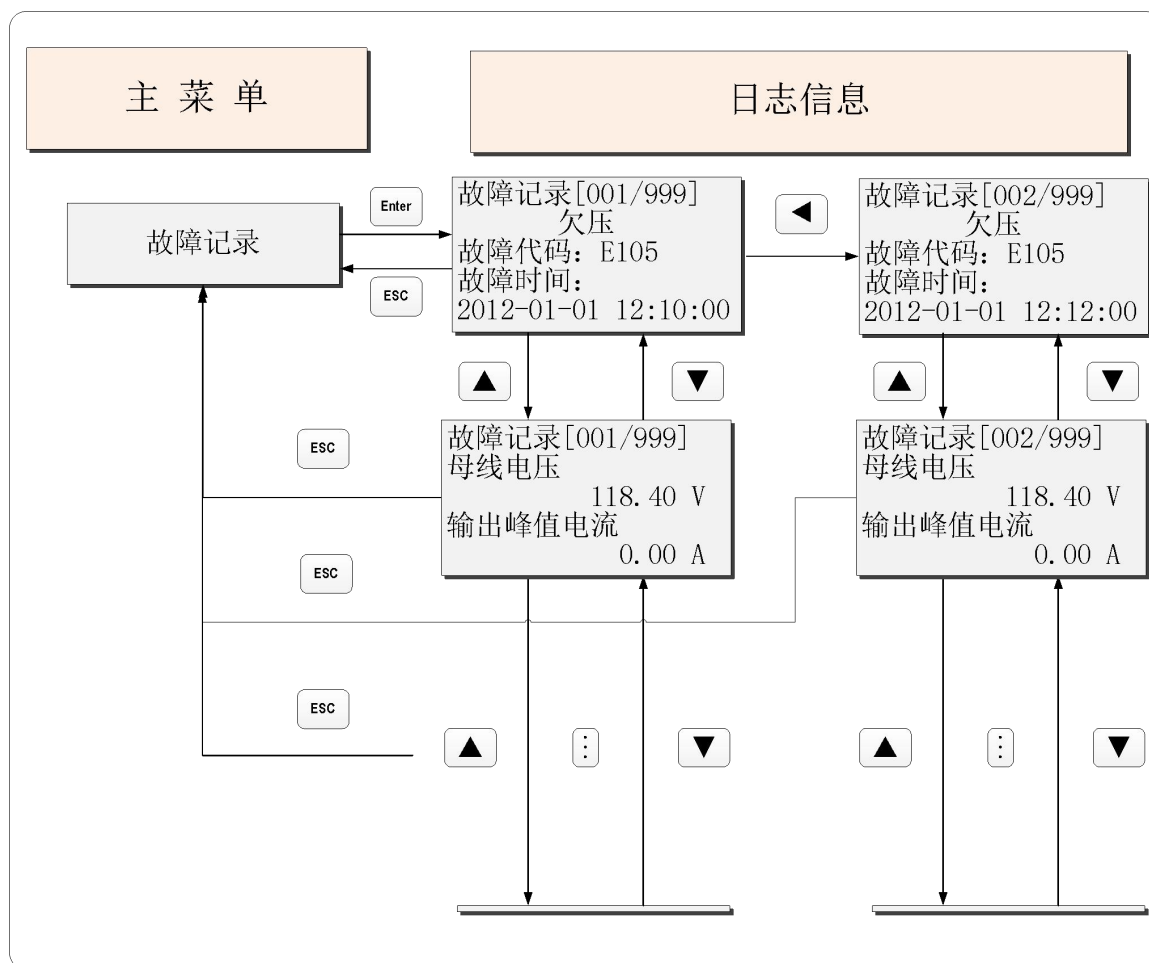 主 菜 单
日志信息
故障记录
Enter
ESC
故障记录[001/999]
欠压
故障代码：E105
故障时间：
2012-01-01 12:10:00
故障记录[002/999]
欠压
故障代码：E105
故障时间：
2012-01-01 12:12:00
ESC
故障记录[001/999]
母线电压
118.40 V
输出峰值电流
0.00 A
故障记录[002/999]
母线电压
118.40 V
输出峰值电流
0.00 A
ESC
ESC